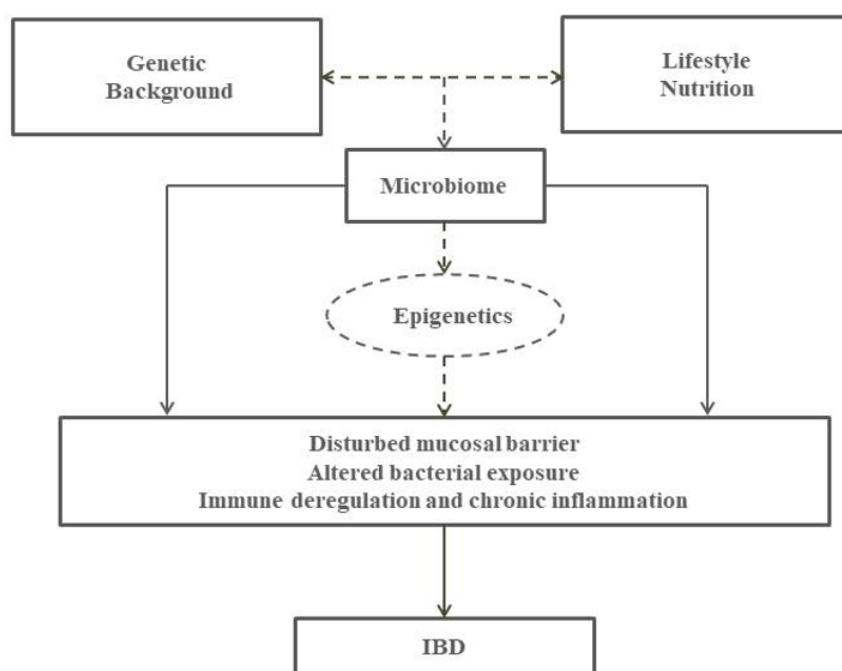 Genetic
Background
Lifestyle
Nutrition
Microbiome
Epigenetics
Disturbed mucosal barrier
Altered bacterial exposure
Immune deregulation and chronic inflammation
IBD